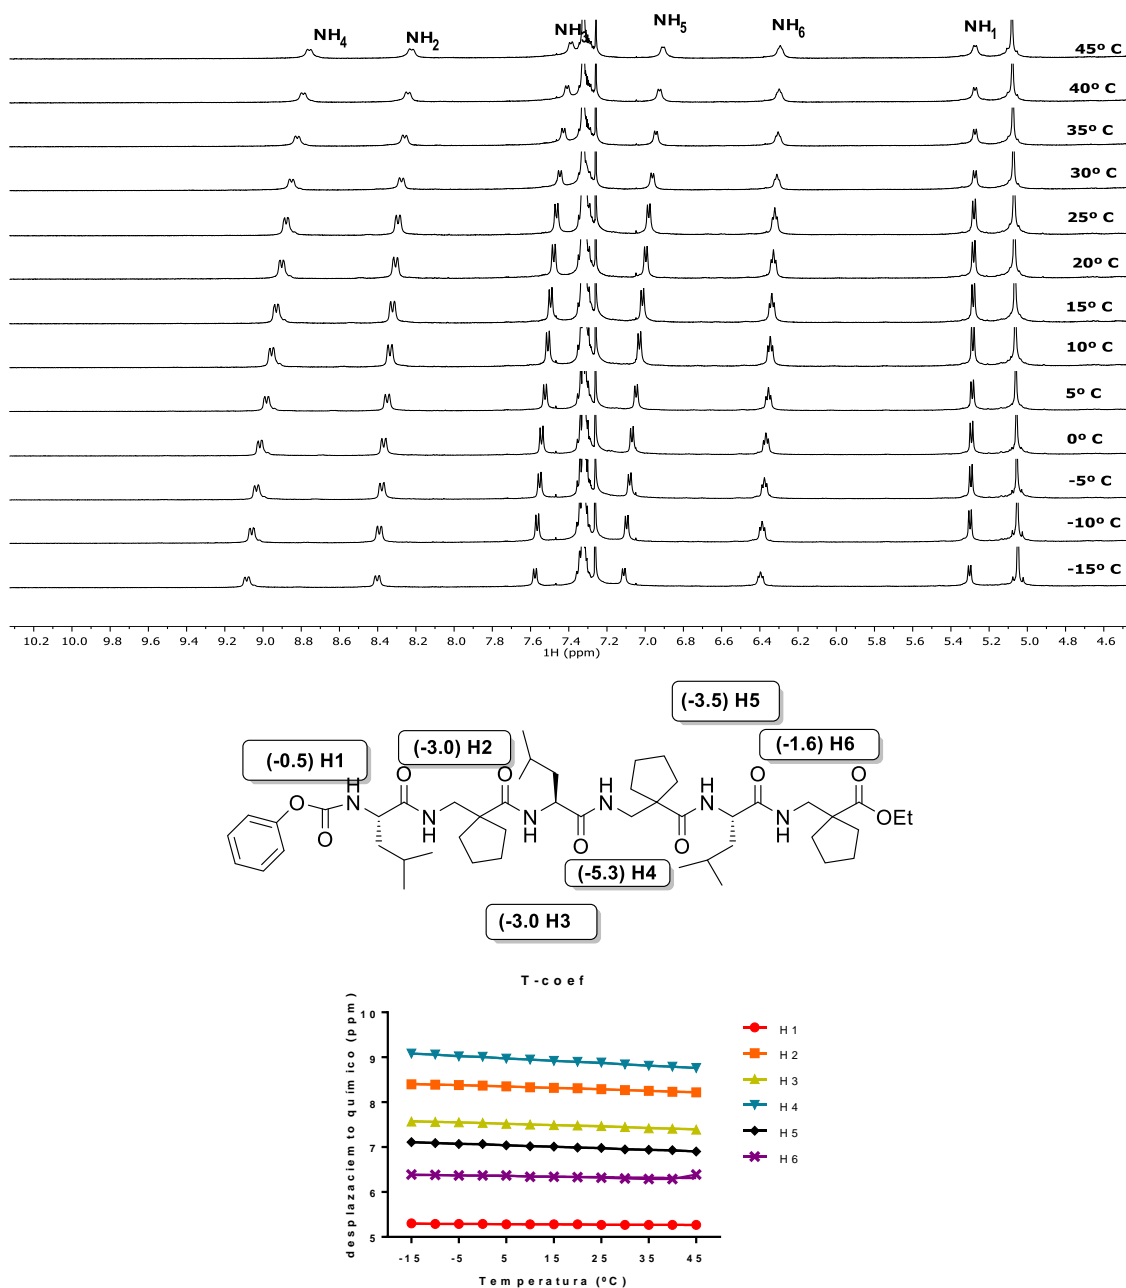 NH4 NH2 NH3 NH5 NH6 NH1
45º C
40º C
35º C
30º C
25º C
20º C
15º C
10º C
5º C
0º C
-5º C
-10º C
-15º C
10.2 10.0 9.8 9.6 9.4 9.2 9.0 8.8 8.6 8.4 8.2 8.0 7.8 7.6 7.4 7.2 7.0 6.8 6.6 6.4 6.2 6.0 5.8 5.6 5.4 5.2 5.0 4.8 4.6
1H (ppm)
(-3.5) H5
(-0.5) H1 (-3.0) H2 (-1.6) H6
H O O O O
O N N H N H N H N H N H OEt
O O O
(-5.3) H4
(-3.0 H3
T-coef
desplazaciemto quimico (ppm)
10
9
8
7
6
5
-15 -5 5 15 25 35 45
Temperatura (ºC)
H 1
H 2
H 3
H 4
H 5
H 6